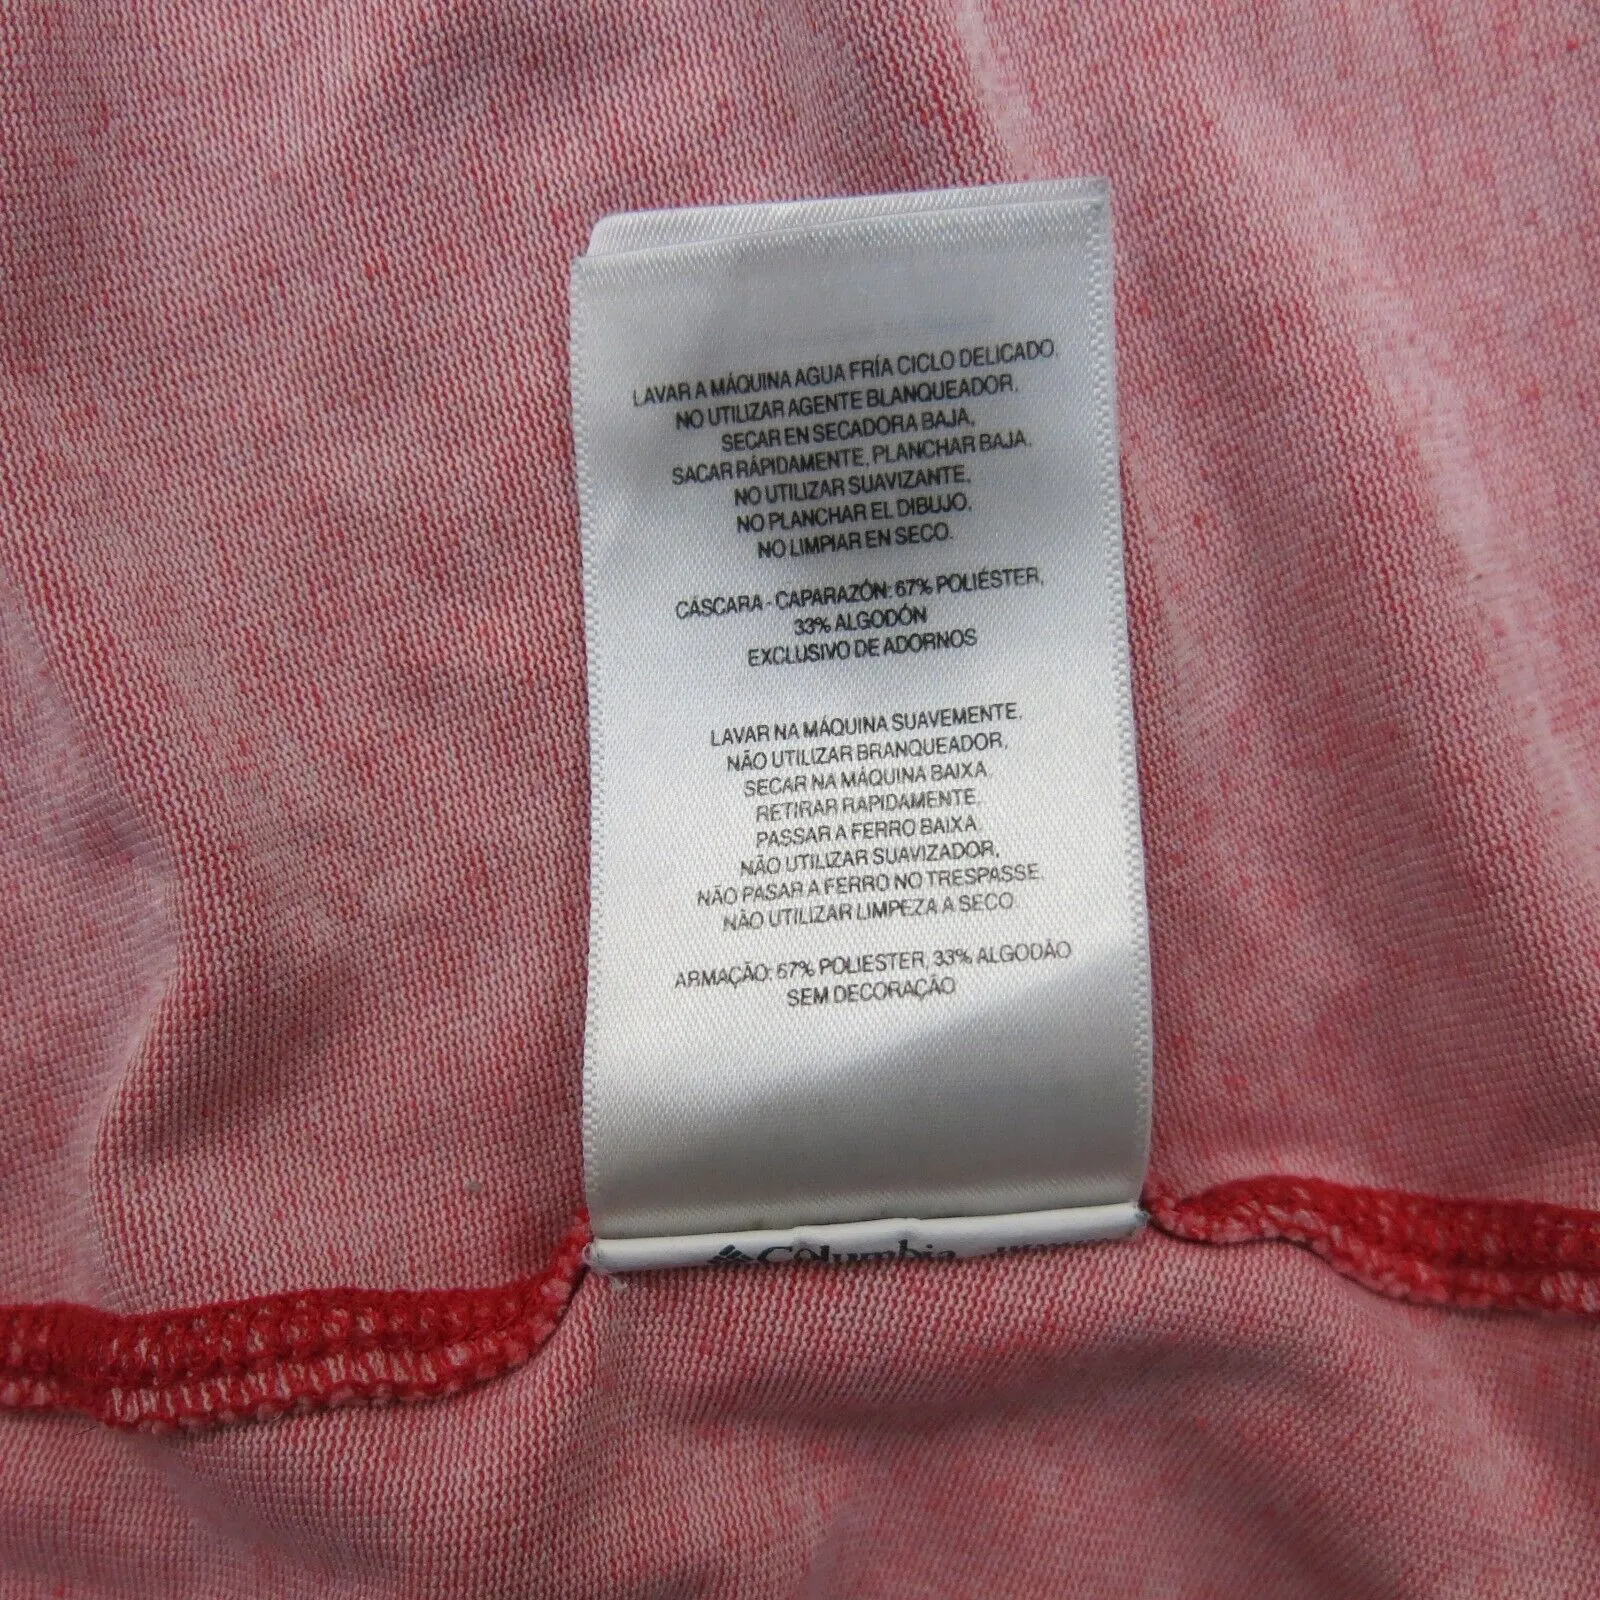 LAVAR A MÁQUINA AGUA FRÍA CICLO DELICADO.
NO UTILIZAR AGENTE BLANQUEADOR.
SECAR EN SECADORA BAJA,
SACAR RÁPIDAMENTE, PLANCHAR BAJA.
NO UTILIZAR SUAVIZANTE,
NO PLANCHAR EL DIBUJO,
NO LIMPIAR EN SECO.
CÁSCARA - CAPARAZÓN: 67% POLIÉSTER,
33% ALGODÓN
EXCLUSIVO DE ADORNOS
LAVAR NA MÁQUINA SUAVEMENTE,
NÃO UTILIZAR BRANQUEADOR,
SECAR NA MÁQUINA BAIXA.
RETIRAR RAPIDAMENTE.
PASSAR A FERRO BAIXA.
NÃO UTILIZAR SUAVIZADOR,
NÃO PASAR A FERRO NO TRESPASSE.
NÃO UTILIZAR LIMPEZA A SECO.
ARMAÇÃO: 67% POLIESTER, 33% ALGODÃO
SEM DECORAÇÃO
Columbia